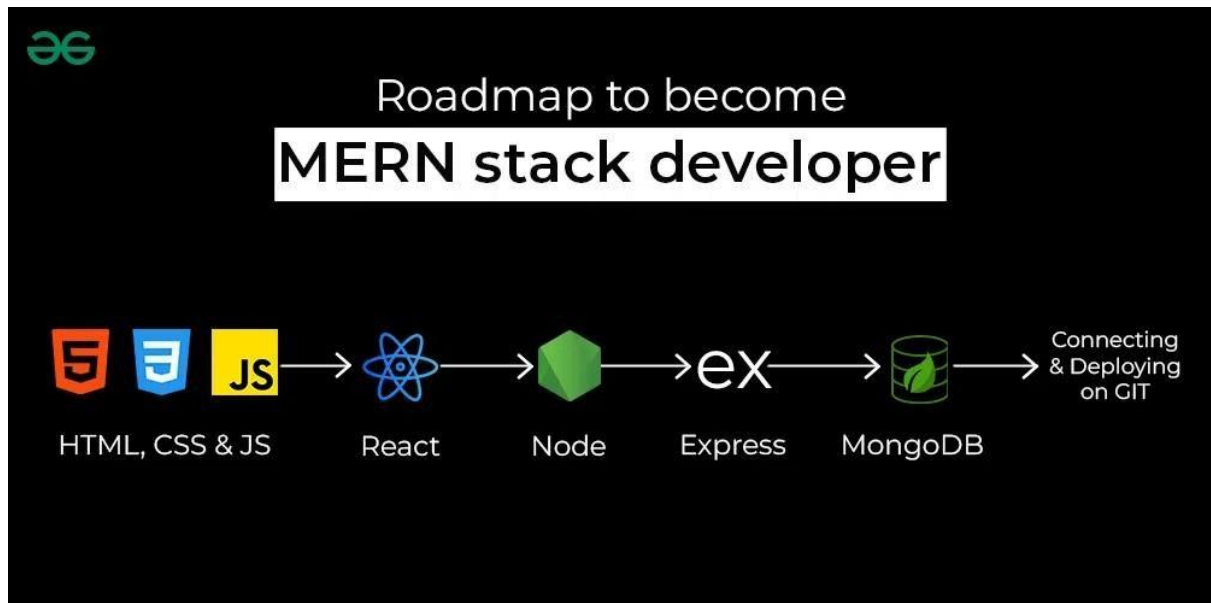 Roadmap to become
MERN stack developer
JS
ex
Connecting
& Deploying
on GIT
HTML, CSS & JS
React
Node
Express
MongoDB